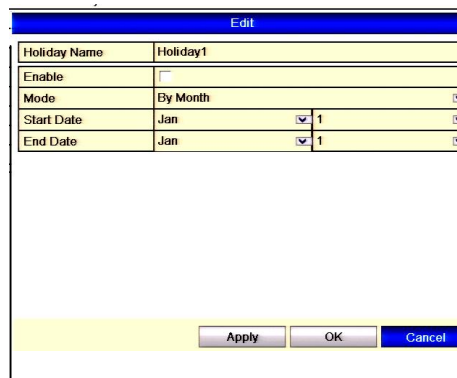 Edit
Holiday Name Holiday1
Enable
Mode By Month
Start Date Jan 1
End Date Jan 1
Apply OK Cancel